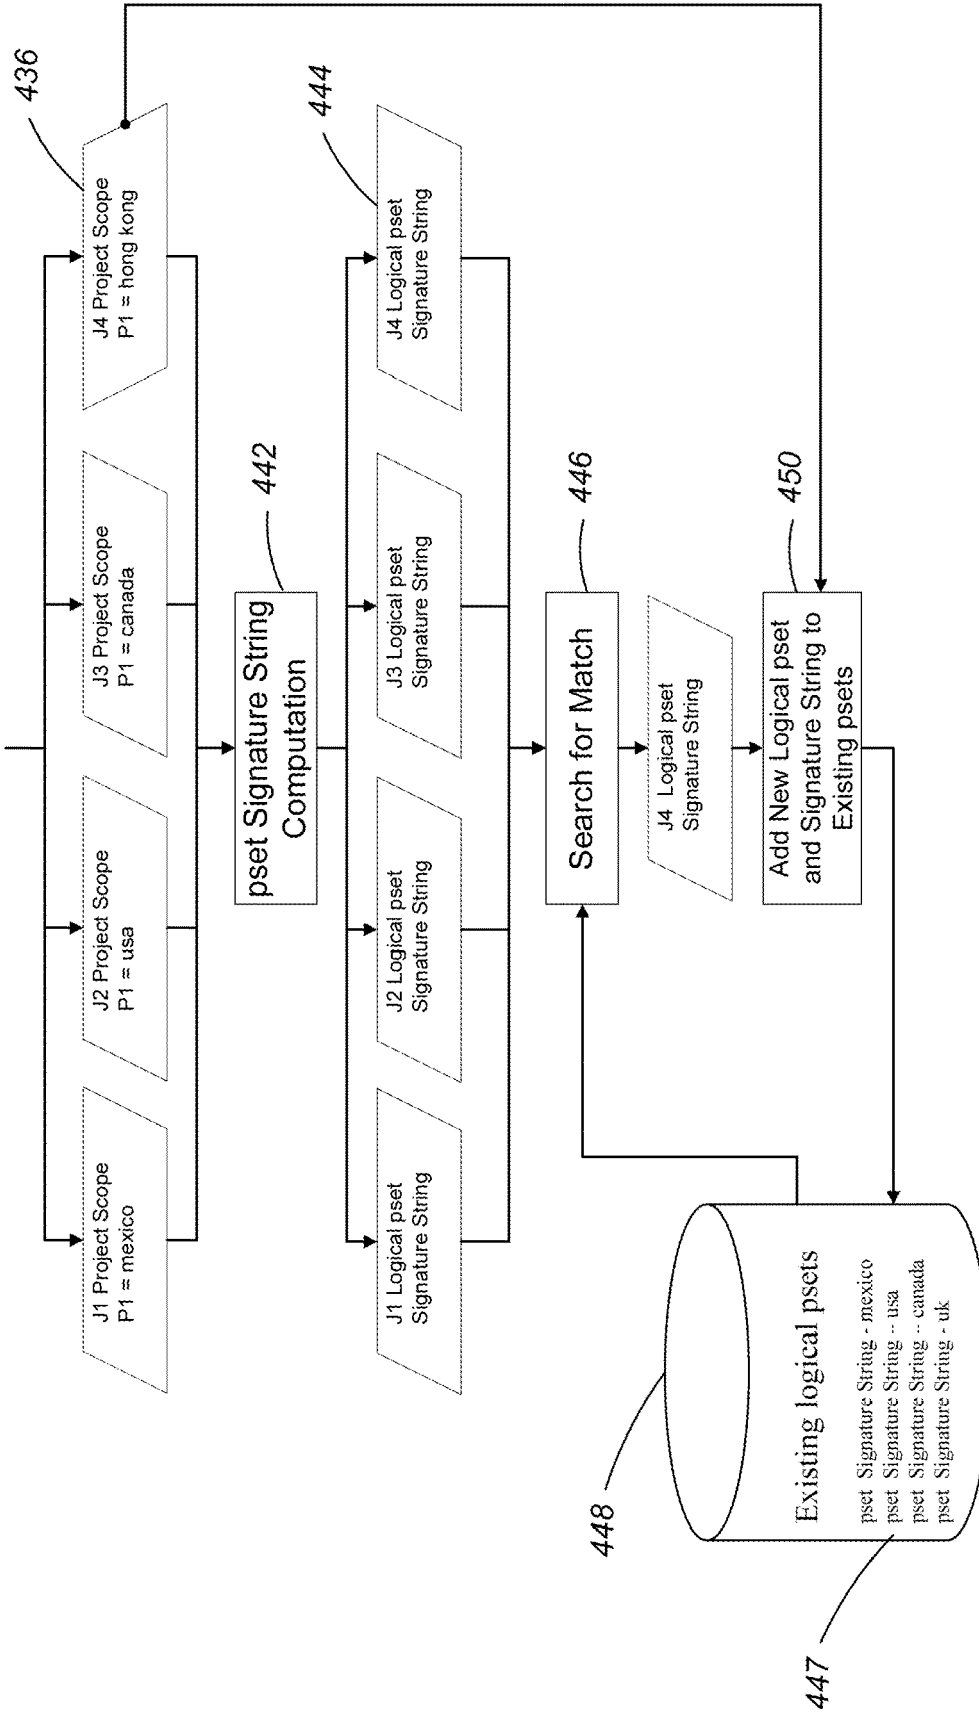 436
J1 Project Scope
P1 = mexico
J2 Project Scope
P1 = usa
J3 Project Scope
P1 = canada
J4 Project Scope
P1 = hong kong
442
pset Signature String
Computation
444
J1 Logical pset
Signature String
J2 Logical pset
Signature String
J3 Logical pset
Signature String
J4 Logical pset
Signature String
446
Search for Match
J4 Logical pset
Signature String
450
Add New Logical pset
and Signature String to
Existing psets
448
Existing logical psets
pset Signature String - mexico
pset Signature String -- usa
pset Signature String -- canada
pset Signature String - uk
447